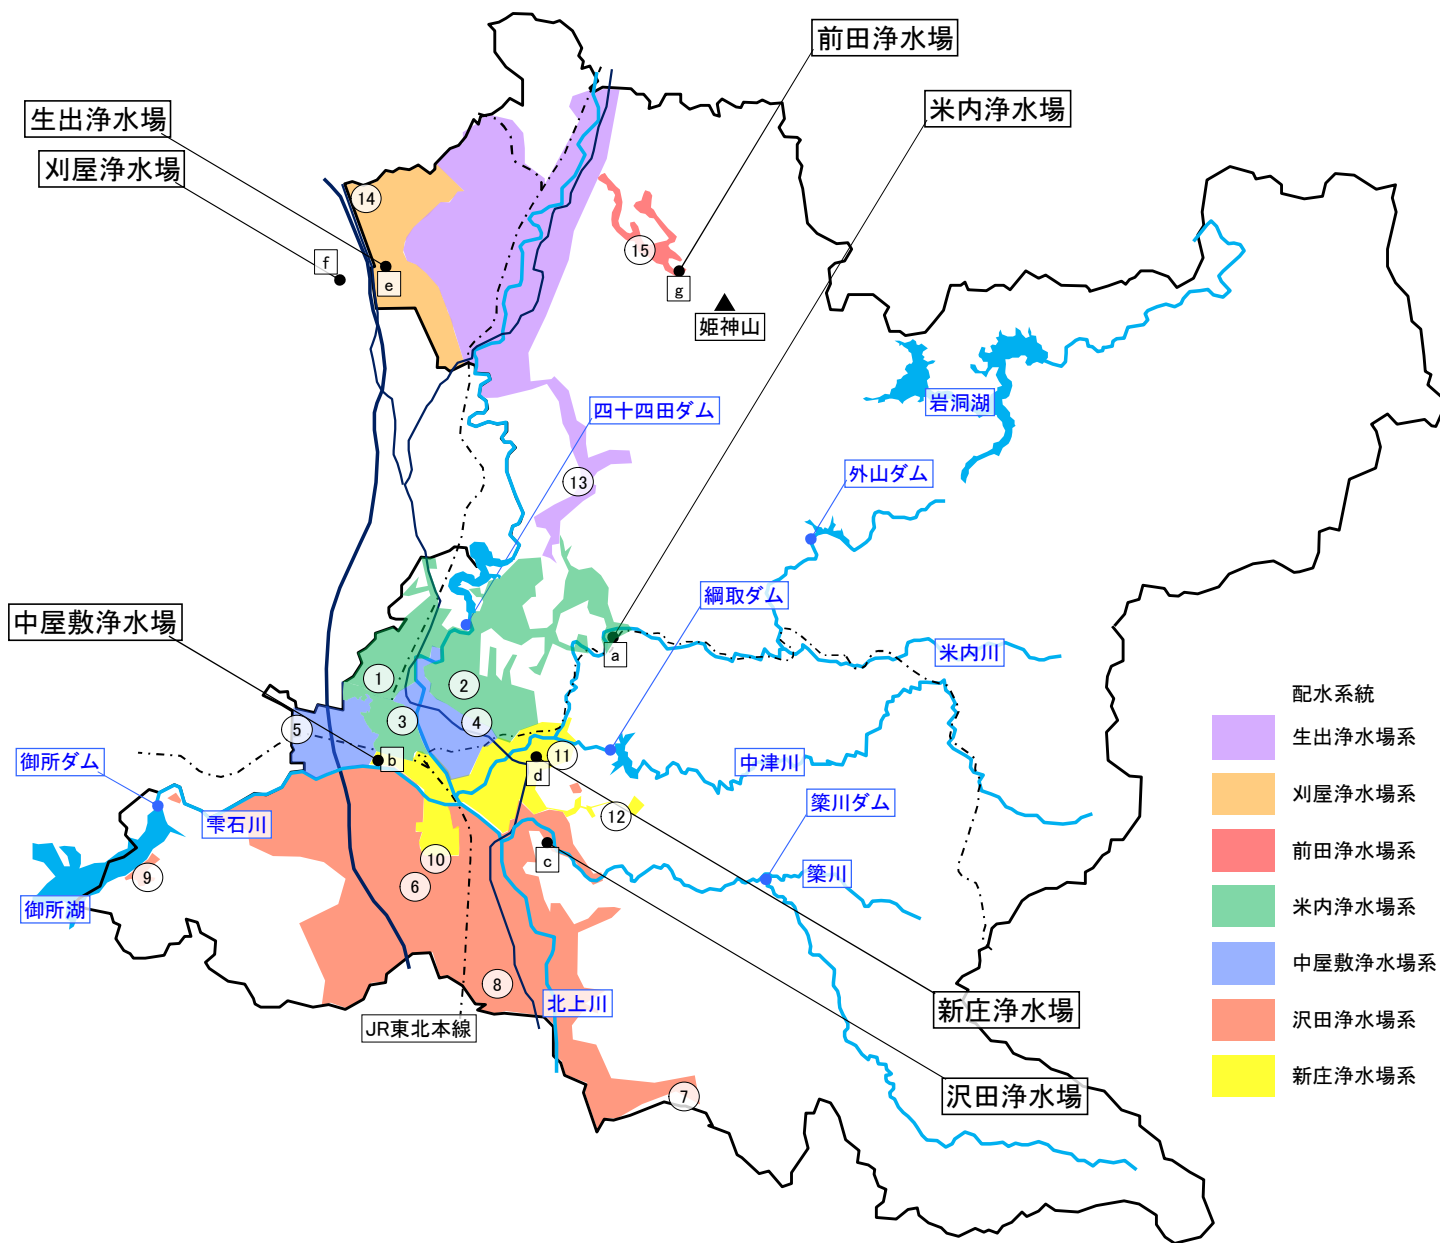 前田浄水場
米内浄水場
生出浄水場
刈屋浄水場
14
f
e
15
g
姫神山
岩洞湖
四十四田ダム
外山ダム
13
綱取ダム
中屋敷浄水場
a
米内川
1
2
3
4
5
b
11
d
御所ダム
中津川
簗川ダム
雫石川
12
10
c
6
9
簗川
御所湖
8
北上川
JR東北本線
新庄浄水場
7
沢田浄水場
配水系統
生出浄水場系
刈屋浄水場系
前田浄水場系
米内浄水場系
中屋敷浄水場系
沢田浄水場系
新庄浄水場系